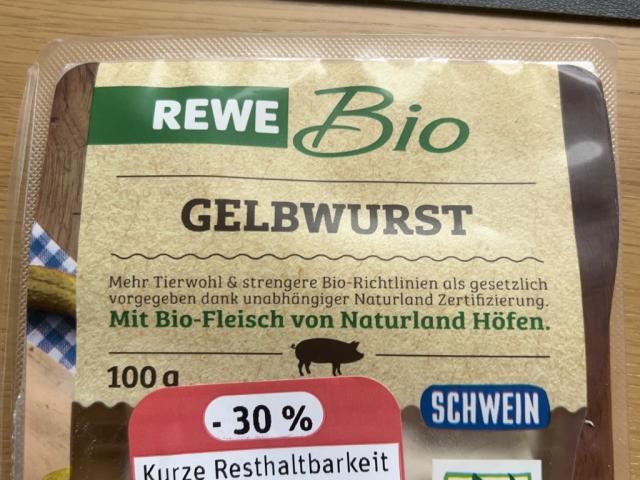 REWE Bio
GELBWURST
Mehr Tierwohl & strengere Bio-Richtlinien als gesetzlich
vorgegeben dank unabhängiger Naturland Zertifizierung.
Mit Bio-Fleisch von Naturland Höfen.
100 g
SCHWEIN
- 30 %
Kurze Resthaltbarkeit